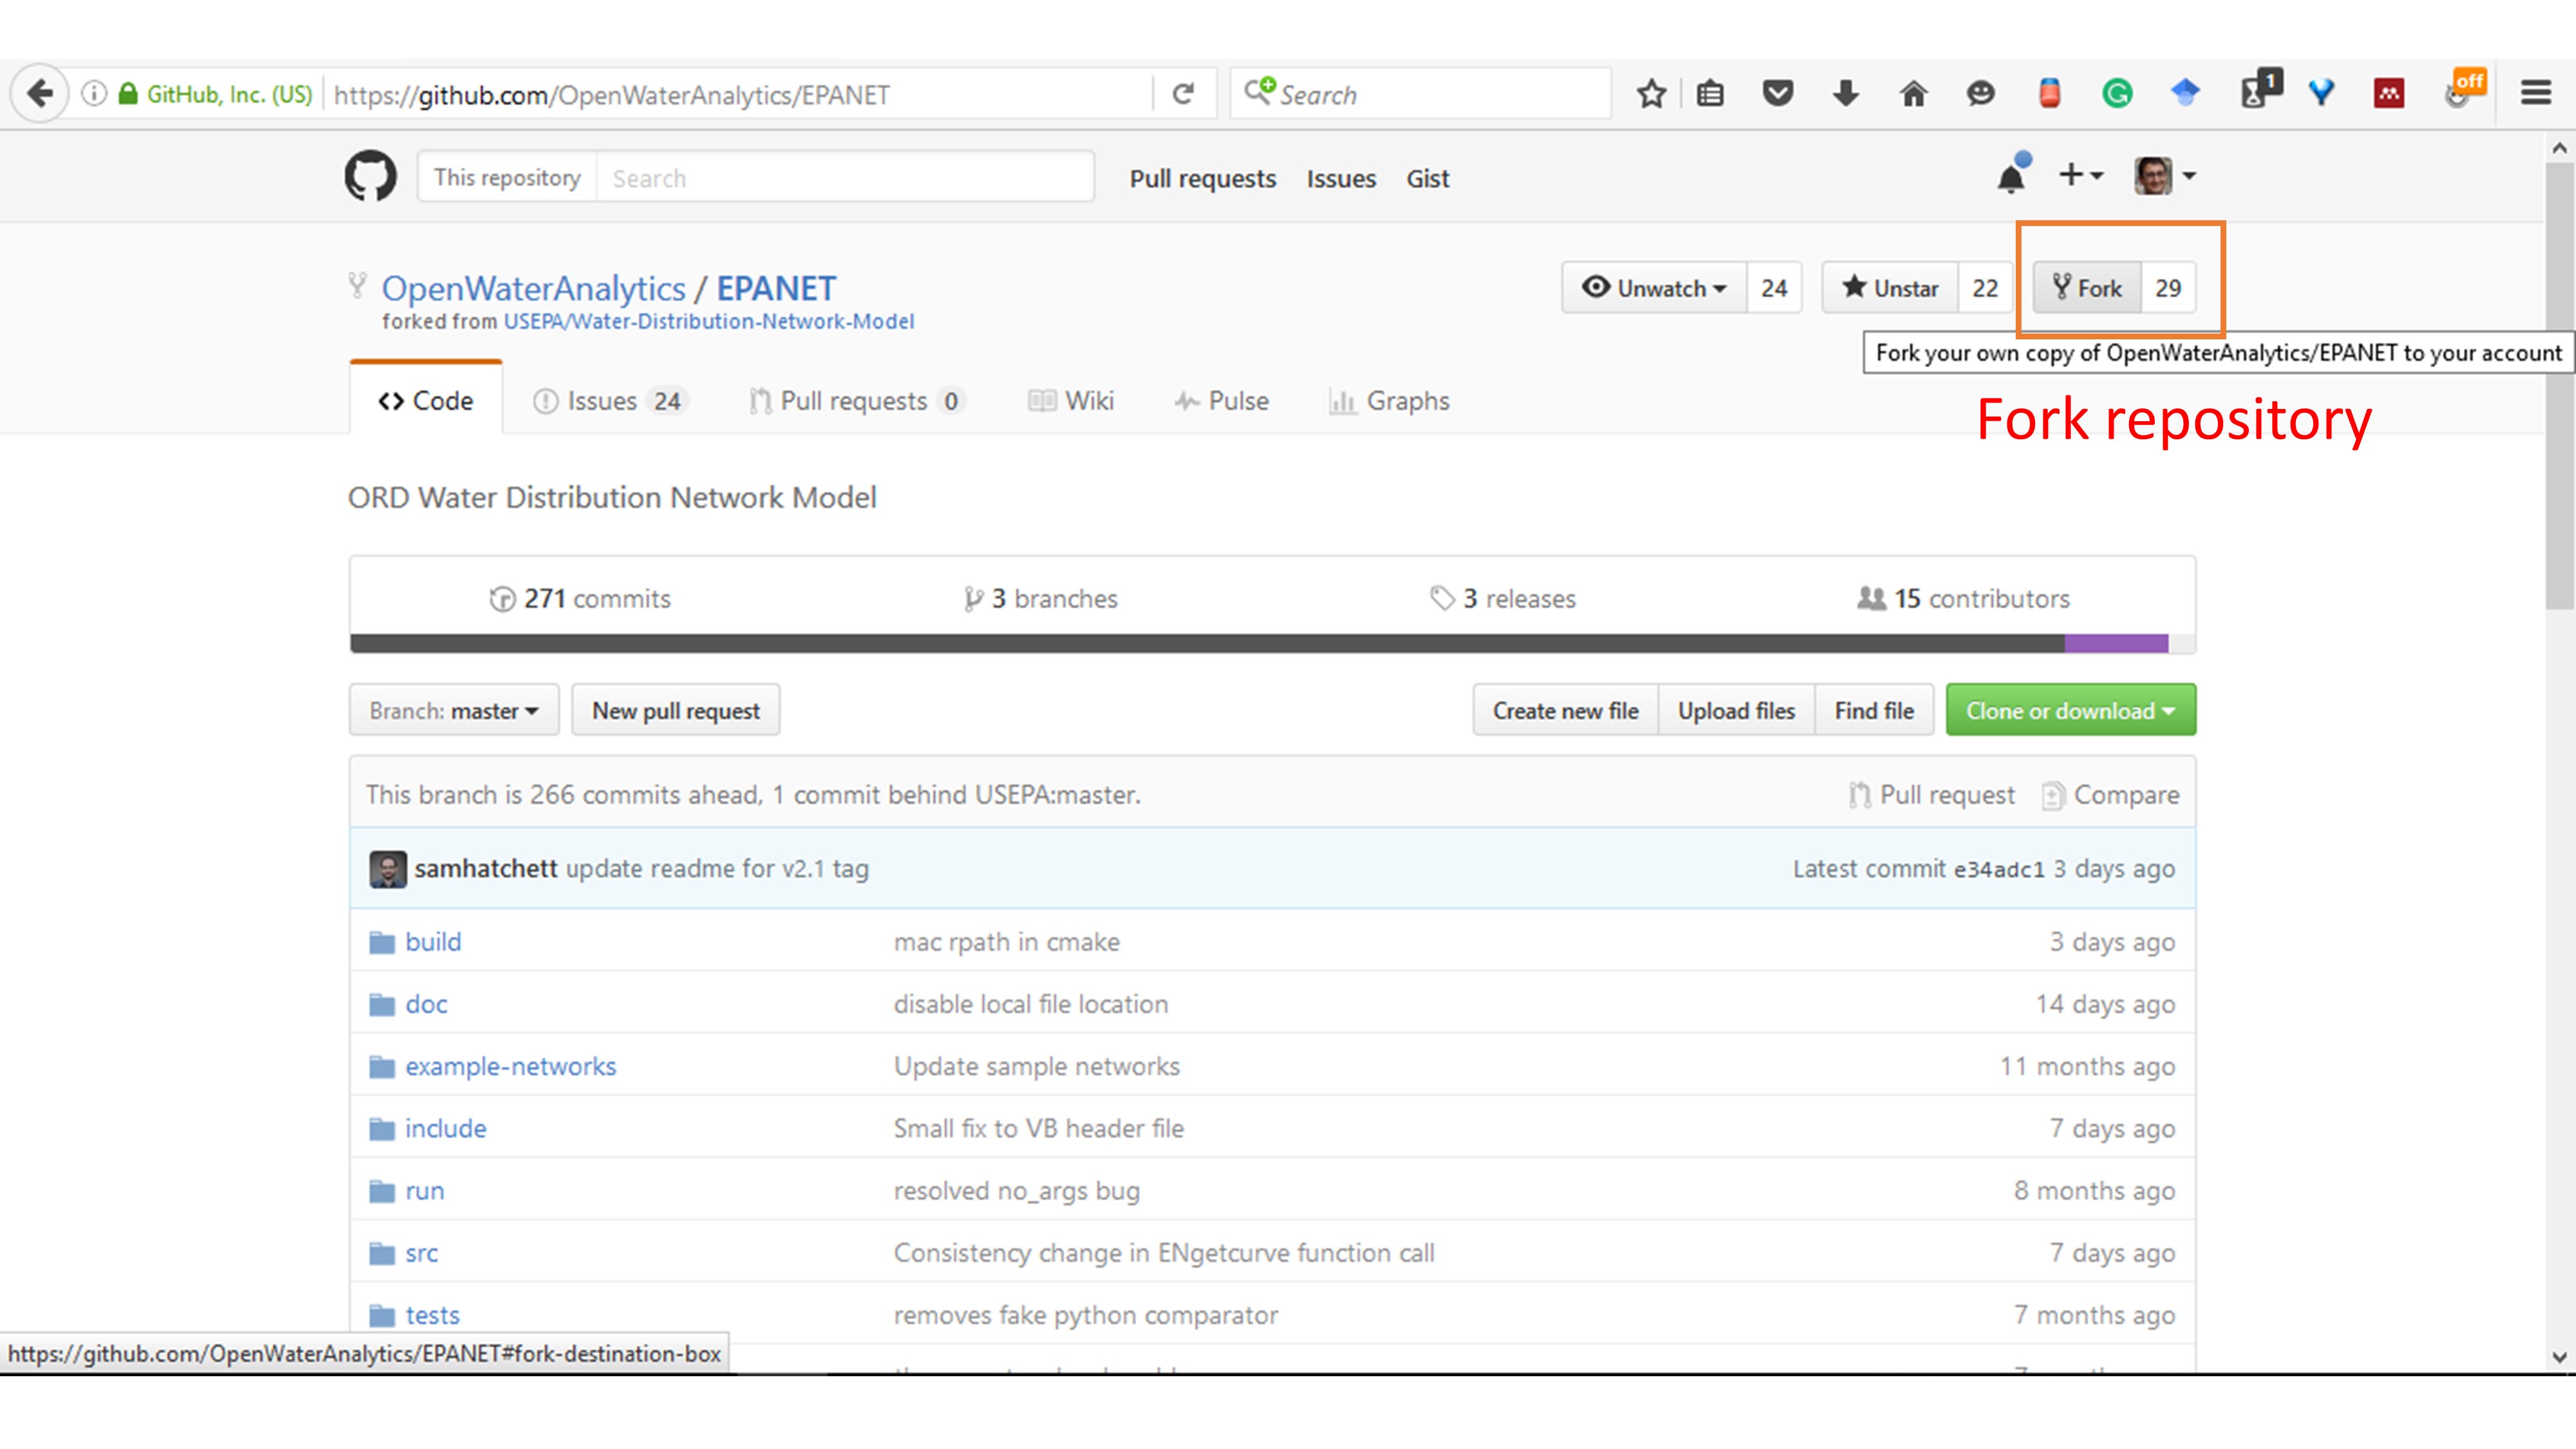 GitHub, Inc. (US) https://github.com/OpenWaterAnalytics/EPANET Search 1 off
This repository Search Pull requests Issues Gist
OpenWaterAnalytics / EPANET Unwatch 24 Unstar 22 Fork 29
forked from USEPA/Water-Distribution-Network-Model
Fork your own copy of OpenWaterAnalytics/EPANET to your account
Code Issues 24 Pull requests 0 Wiki Pulse Graphs
Fork repository
ORD Water Distribution Network Model
271 commits 3 branches 3 releases 15 contributors
Branch: master New pull request Create new file Upload files Find file Clone or download
This branch is 266 commits ahead, 1 commit behind USEPA:master. Pull request Compare
samhatchett update readme for v2.1 tag Latest commit e34adc1 3 days ago
build mac rpath in cmake 3 days ago
doc disable local file location 14 days ago
example-networks Update sample networks 11 months ago
include Small fix to VB header file 7 days ago
run resolved no_args bug 8 months ago
src Consistency change in ENgetcurve function call 7 days ago
tests removes fake python comparator 7 months ago
https://github.com/OpenWaterAnalytics/EPANET#fork-destination-box